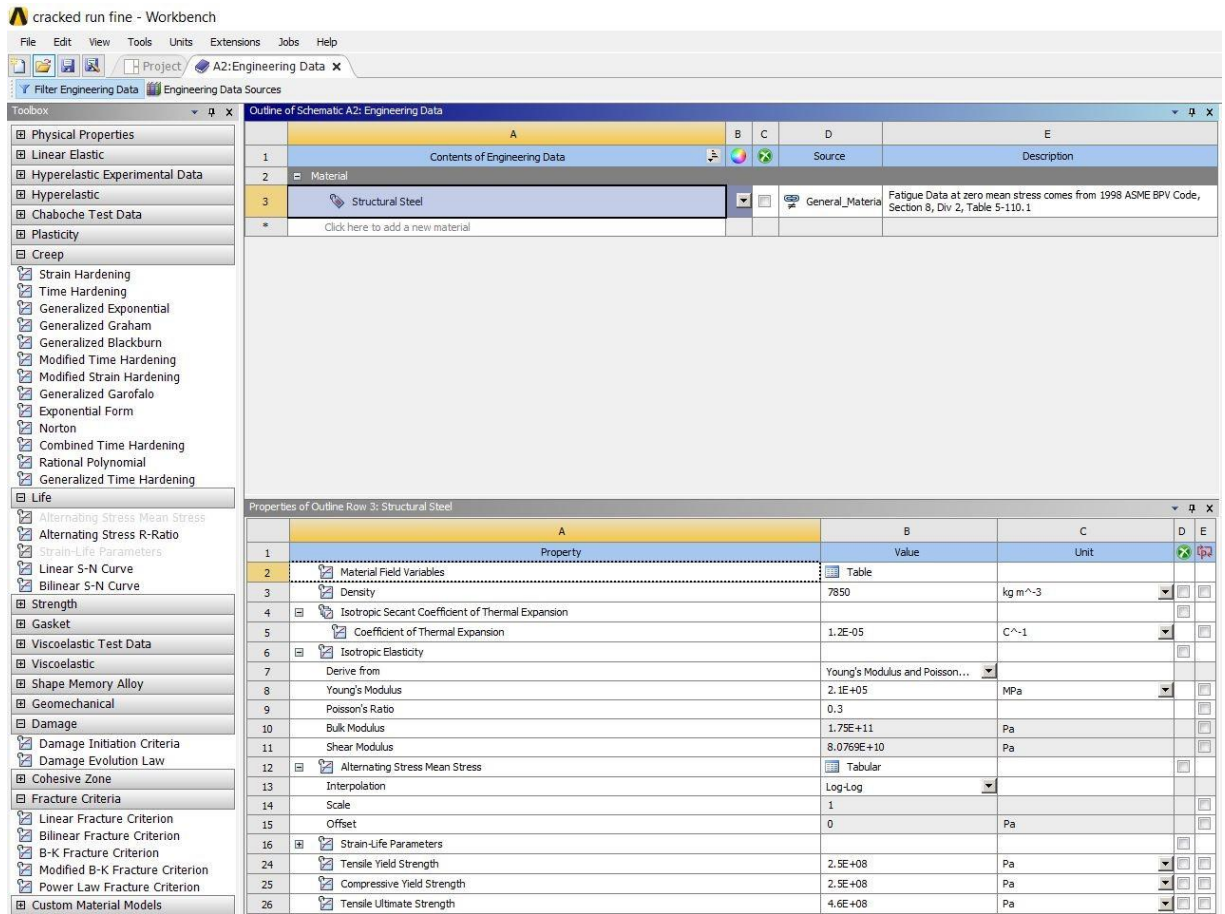 cracked run fine - Workbench
File Edit View Tools Units Extensions Jobs Help
Project A2:Engineering Data
Filter Engineering Data Engineering Data Sources
Toolbox
Physical Properties
Linear Elastic
Hyperelastic Experimental Data
Hyperelastic
Chaboche Test Data
Plasticity
Creep
Strain Hardening
Time Hardening
Generalized Exponential
Generalized Graham
Generalized Blackburn
Modified Time Hardening
Modified Strain Hardening
Generalized Garofalo
Exponential Form
Norton
Combined Time Hardening
Rational Polynomial
Generalized Time Hardening
Life
Alternating Stress Mean Stress
Alternating Stress R-Ratio
Strain-Life Parameters
Linear S-N Curve
Bilinear S-N Curve
Strength
Gasket
Viscoelastic Test Data
Viscoelastic
Shape Memory Alloy
Geomechanical
Damage
Damage Initiation Criteria
Damage Evolution Law
Cohesive Zone
Fracture Criteria
Linear Fracture Criterion
Bilinear Fracture Criterion
B-K Fracture Criterion
Modified B-K Fracture Criterion
Power Law Fracture Criterion
Custom Material Models
Outline of Schematic A2: Engineering Data
A B C D E
1 Contents of Engineering Data Source Description
2 Material
3 Structural Steel General_Materia Fatigue Data at zero mean stress comes from 1998 ASME BPV Code,
Section 8, Div 2, Table 5-110.1
* Click here to add a new material
Properties of Outline Row 3: Structural Steel
A B C D E
1 Property Value Unit
2 Material Field Variables Table
3 Density 7850 kg m^-3
4 Isotropic Secant Coefficient of Thermal Expansion
5 Coefficient of Thermal Expansion 1.2E-05 C^-1
6 Isotropic Elasticity
7 Derive from Young's Modulus and Poisson...
8 Young's Modulus 2.1E+05 MPa
9 Poisson's Ratio 0.3
10 Bulk Modulus 1.75E+11 Pa
11 Shear Modulus 8.0769E+10 Pa
12 Alternating Stress Mean Stress Tabular
13 Interpolation Log-Log
14 Scale 1
15 Offset 0 Pa
16 Strain-Life Parameters
24 Tensile Yield Strength 2.5E+08 Pa
25 Compressive Yield Strength 2.5E+08 Pa
26 Tensile Ultimate Strength 4.6E+08 Pa